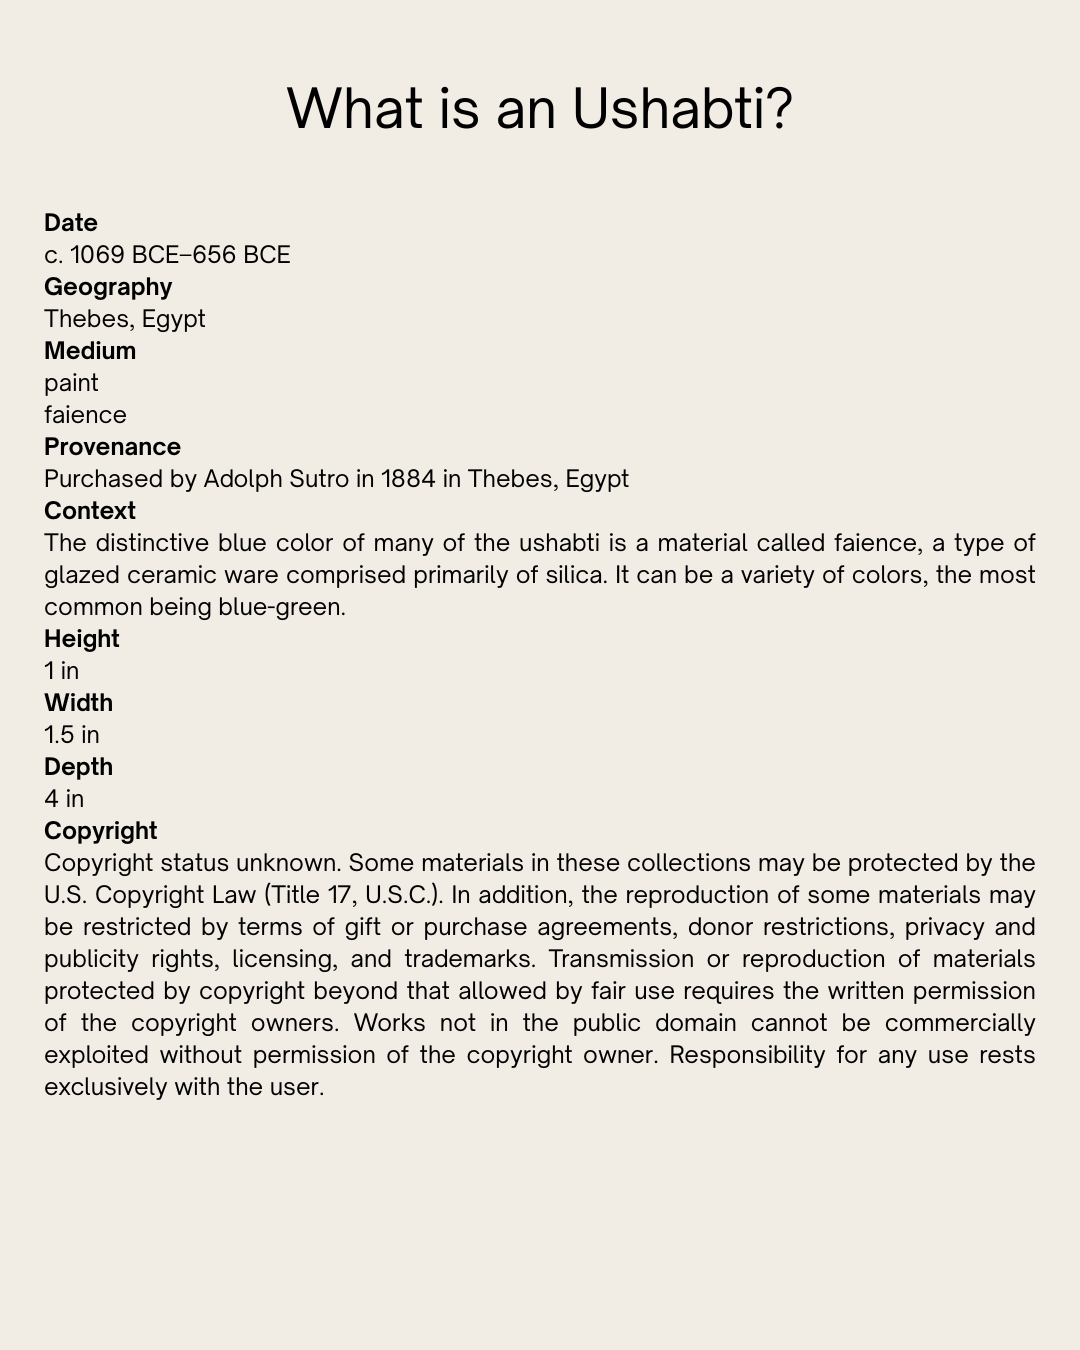 What is an Ushabti?
Date
c. 1069 BCE–656 BCE
Geography
Thebes, Egypt
Medium
paint
faience
Provenance
Purchased by Adolph Sutro in 1884 in Thebes, Egypt
Context
The distinctive blue color of many of the ushabti is a material called faience, a type of
glazed ceramic ware comprised primarily of silica. It can be a variety of colors, the most
common being blue-green.
Height
1 in
Width
1.5 in
Depth
4 in
Copyright
Copyright status unknown. Some materials in these collections may be protected by the
U.S. Copyright Law (Title 17, U.S.C.). In addition, the reproduction of some materials may
be restricted by terms of gift or purchase agreements, donor restrictions, privacy and
publicity rights, licensing, and trademarks. Transmission or reproduction of materials
protected by copyright beyond that allowed by fair use requires the written permission
of the copyright owners. Works not in the public domain cannot be commercially
exploited without permission of the copyright owner. Responsibility for any use rests
exclusively with the user.